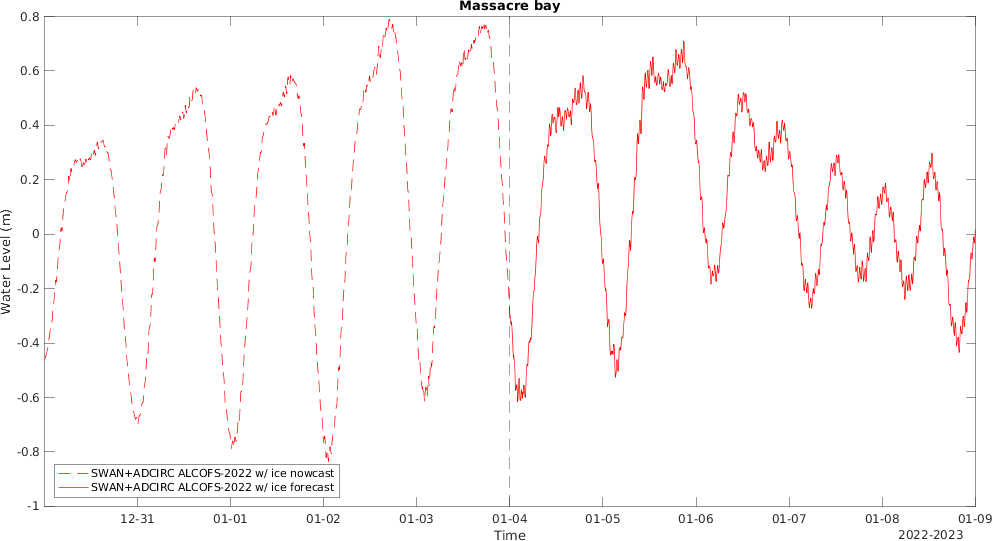 Massacre bay
0.8
0.6
0.4
0.2
0
-0.2
-0.4
-0.6
-0.8
-1
Water Level (m)
SWAN+ADCIRC ALCOFS-2022 w/ ice nowcast
SWAN+ADCIRC ALCOFS-2022 w/ ice forecast
12-31 01-01 01-02 01-03 01-04 01-05 01-06 01-07 01-08 01-09
Time
2022-2023